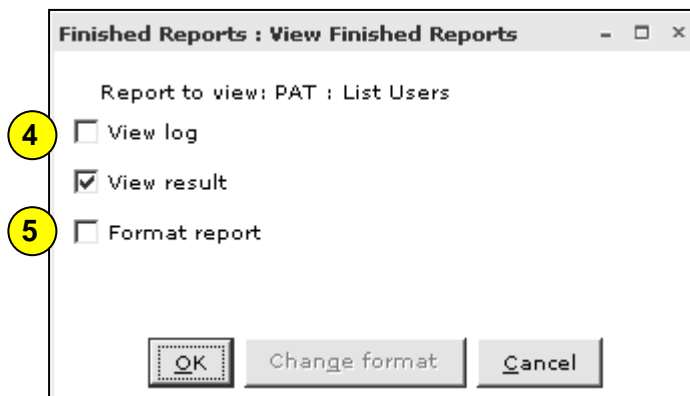 Finished Reports : View Finished Reports
Report to view: PAT : List Users
4
View log
View result
5
Format report
OK
Change format
Cancel